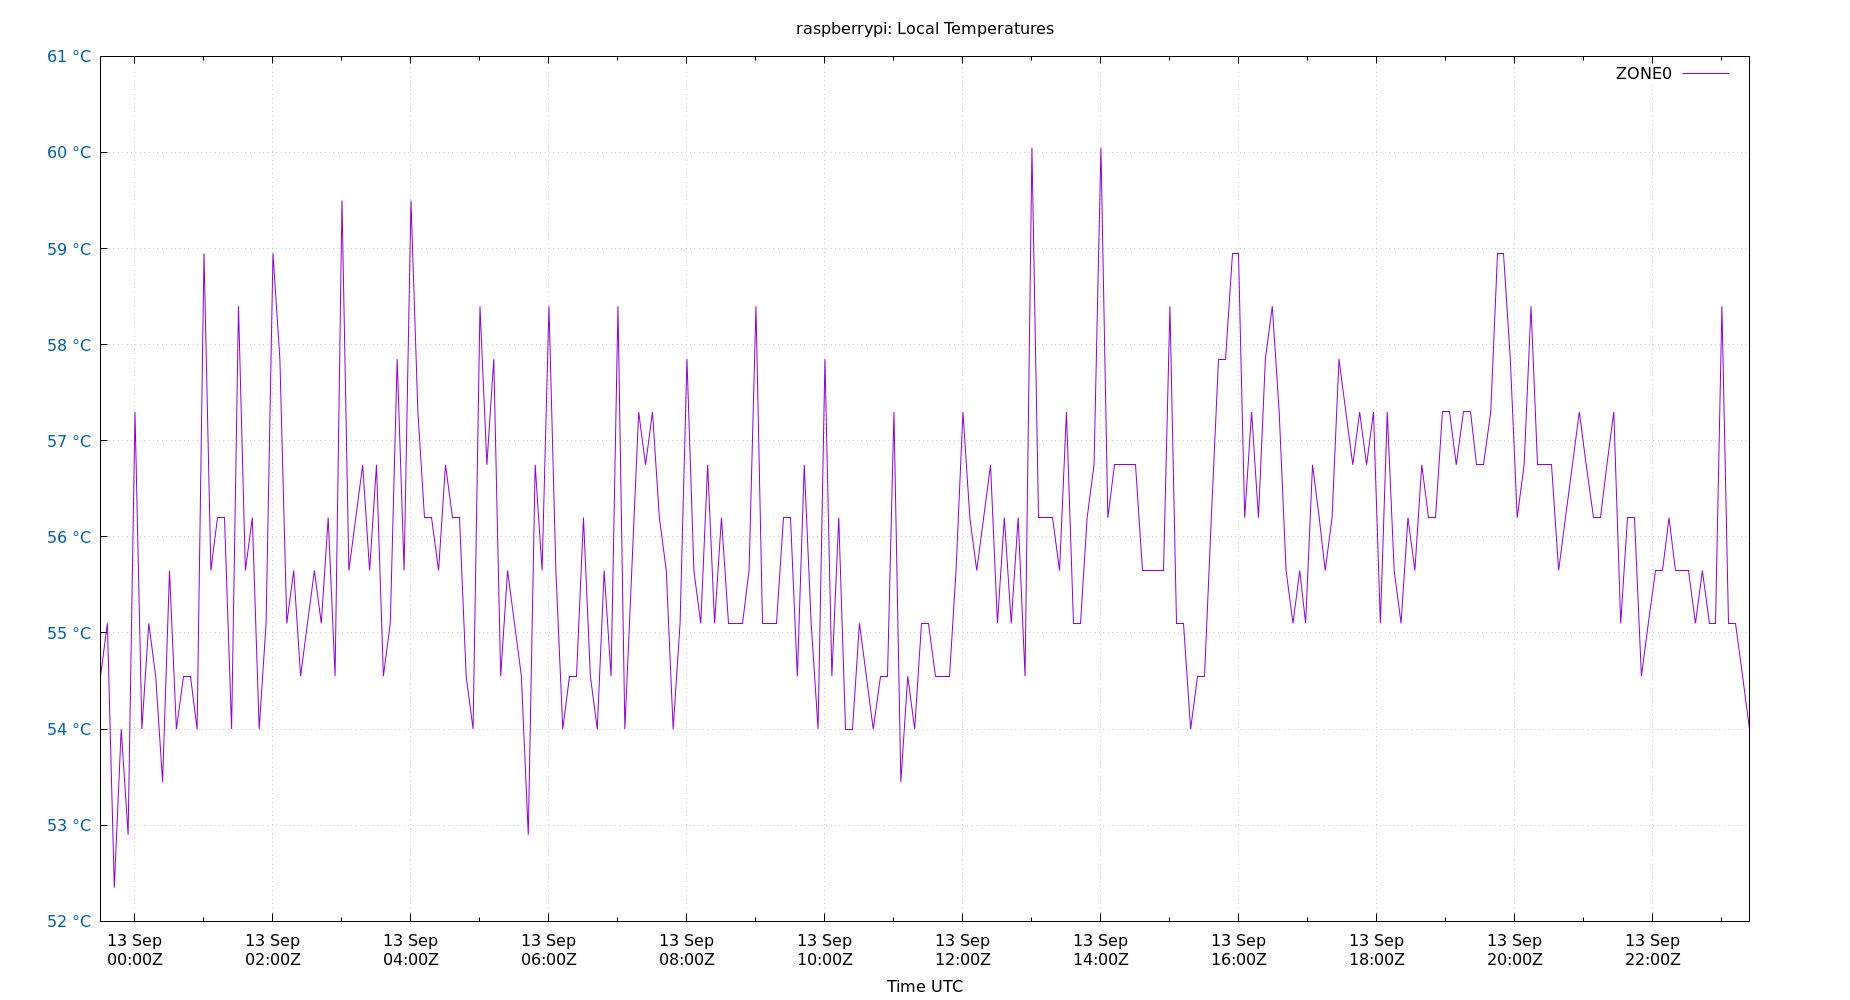 raspberrypi: Local Temperatures
61 °C
ZONE0
60 °C
59 °C
58 °C
57 °C
56 °C
55 °C
54 °C
53 °C
52 °C
13 Sep 13 Sep 13 Sep 13 Sep 13 Sep 13 Sep 13 Sep 13 Sep 13 Sep 13 Sep 13 Sep 13 Sep
00:00Z 02:00Z 04:00Z 06:00Z 08:00Z 10:00Z 12:00Z 14:00Z 16:00Z 18:00Z 20:00Z 22:00Z
Time UTC